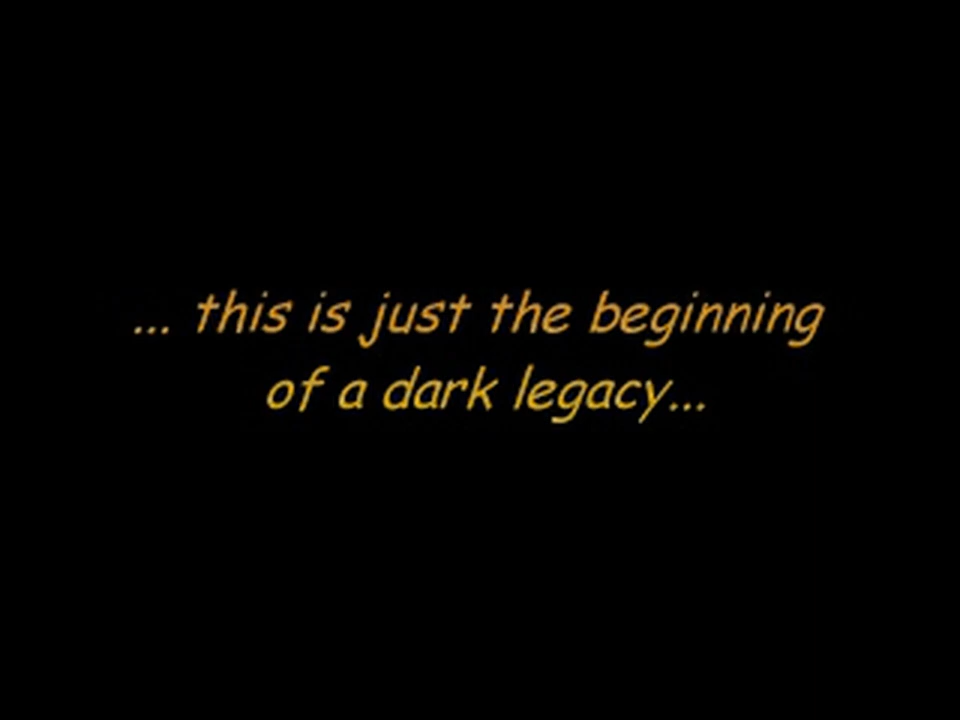 ... this is just the beginning
of a dark legacy...